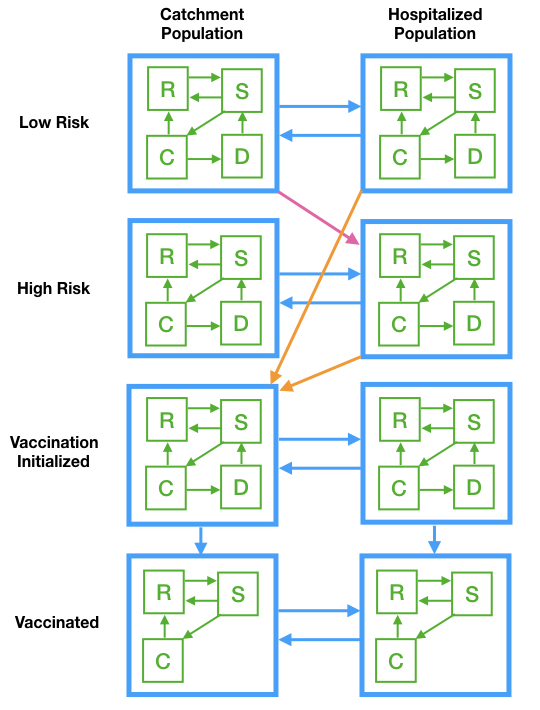 Catchment Population
Hospitalized Population
Low Risk
R S
C D
R S
C D
High Risk
R S
C D
R S
C D
Vaccination
Initialized
R S
C D
R S
C D
Vaccinated
R S
C
R S
C